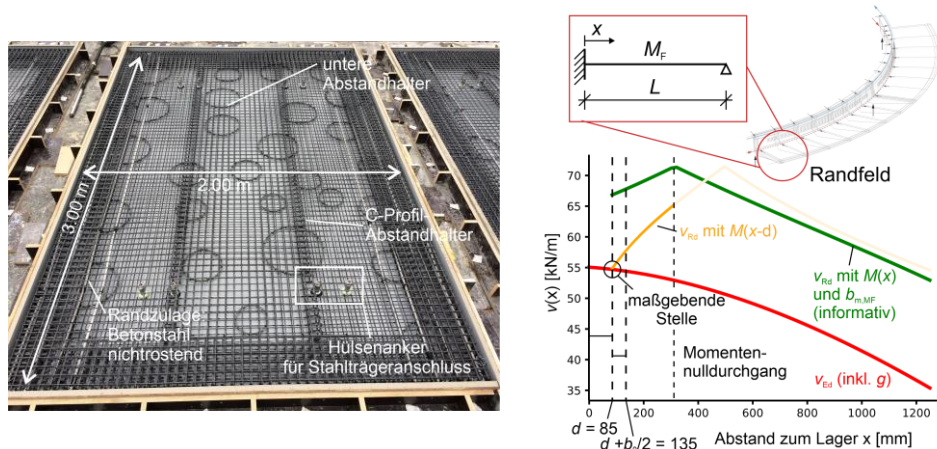 untere
Abstandhalter
2.00 m
3.00 m
C-Profil-
Abstandhalter
Randzulage
Betonstahl
nichtrostend
Hülsenanker
für Stahlträgeranschluss
x
M_F
L
Randfeld
v(x) [kN/m]
70
65
60
55
50
45
40
35
v_Rd mit M(x-d)
v_Rd mit M(x)
und b_m,MF
(informativ)
maßgebende
Stelle
Momenten-
nulldurchgang
v_Ed (inkl. g)
0
200
400
600
800
1000
1200
d = 85
/2 = 135
Abstand zum Lager x [mm]